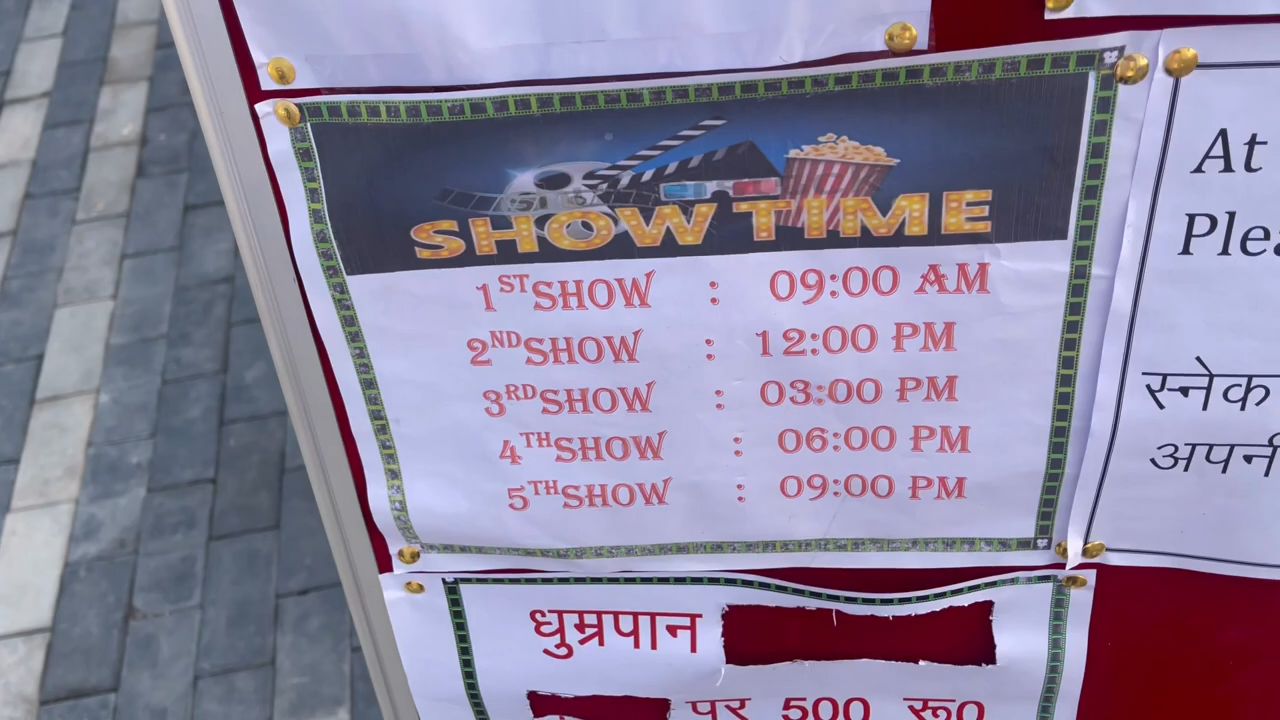 SHOW TIME
1ST SHOW : 09:00 AM
2ND SHOW : 12:00 PM
3RD SHOW : 03:00 PM
4TH SHOW : 06:00 PM
5TH SHOW : 09:00 PM
At
Plea
स्नेक
अपनी
धुम्रपान
पर 500 रू0